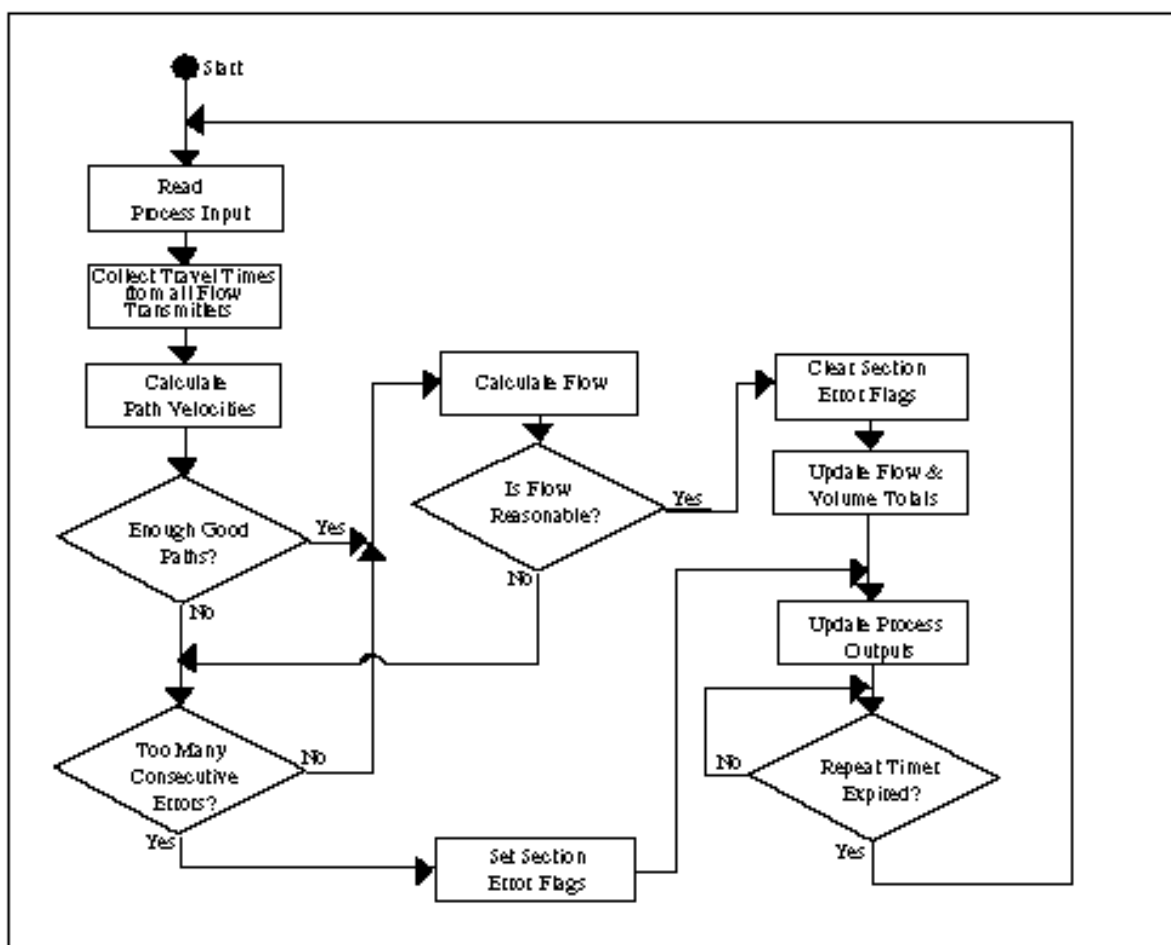 Start
Read
Process Input
Collect Travel Times
from all Flow
Transmitters
Calculate
Path Velocities
Enough Good
Paths?
Yes
No
Too Many
Consecutive
Errors?
No
Yes
Calculate Flow
Is Flow
Reasonable?
Yes
No
Set Section
Error Flags
Clear Section
Error Flags
Update Flow &
Volume Totals
Update Process
Outputs
Repeat Timer
Expired?
No
Yes